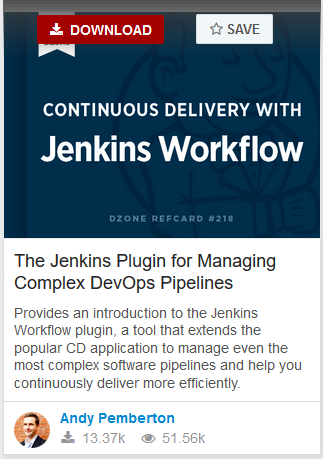 DOWNLOAD
SAVE
CONTINUOUS DELIVERY WITH
Jenkins Workflow
DZONE REFCARD #218
The Jenkins Plugin for Managing
Complex DevOps Pipelines
Provides an introduction to the Jenkins
Workflow plugin, a tool that extends the
popular CD application to manage even the
most complex software pipelines and help you
continuously deliver more efficiently.
Andy Pemberton
13.37k 51.56k